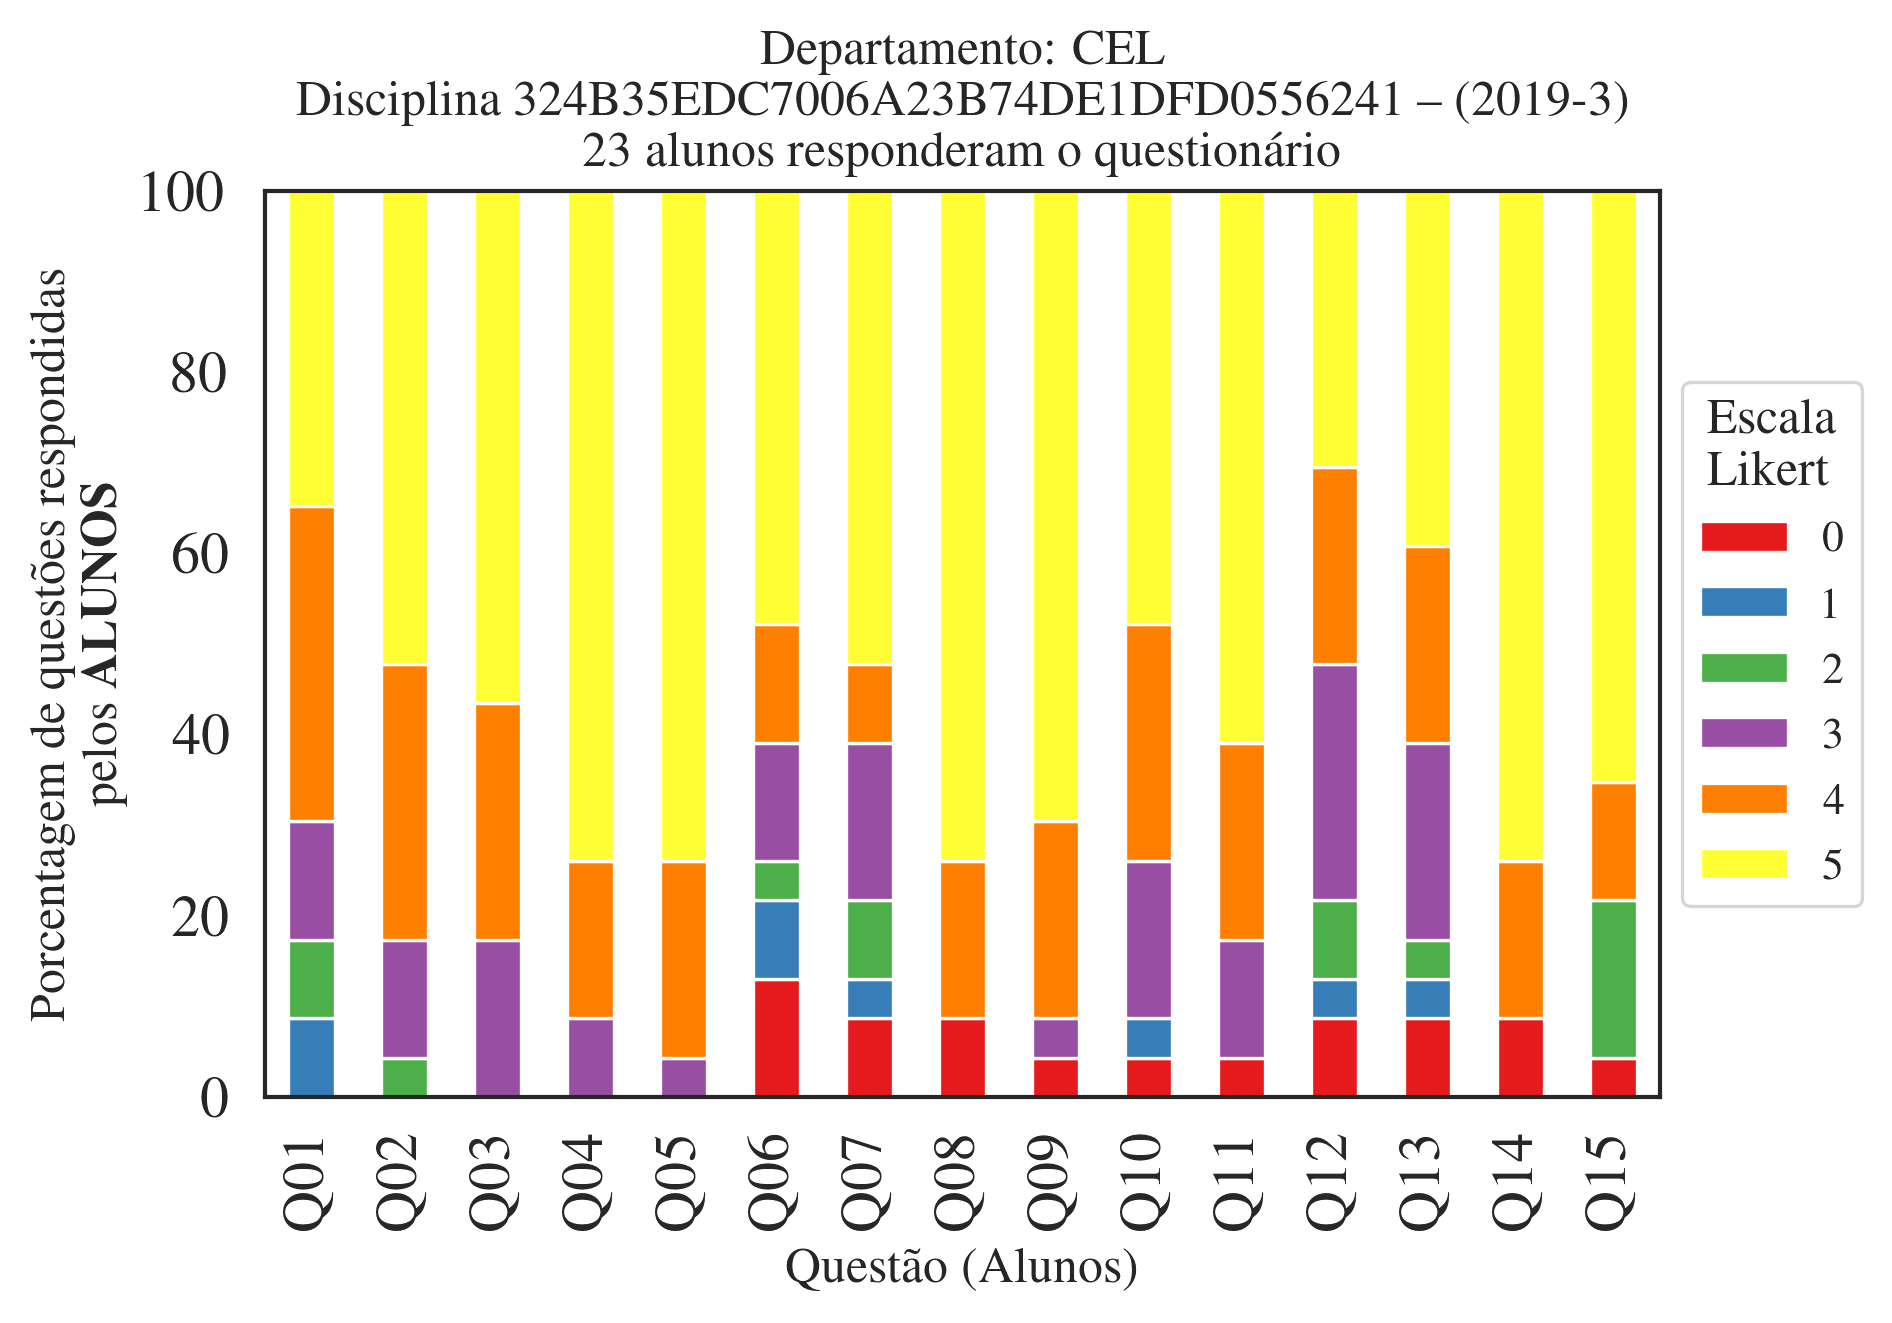 Departamento: CEL
Disciplina 324B35EDC7006A23B74DE1DFD0556241 – (2019-3)
23 alunos responderam o questionário
Porcentagem de questões respondidas
pelos ALUNOS
100
80
60
40
20
0
Q01
Q02
Q03
Q04
Q05
Q06
Q07
Q08
Q09
Q10
Q11
Q12
Q13
Q14
Q15
Questão (Alunos)
Escala
Likert
0
1
2
3
4
5